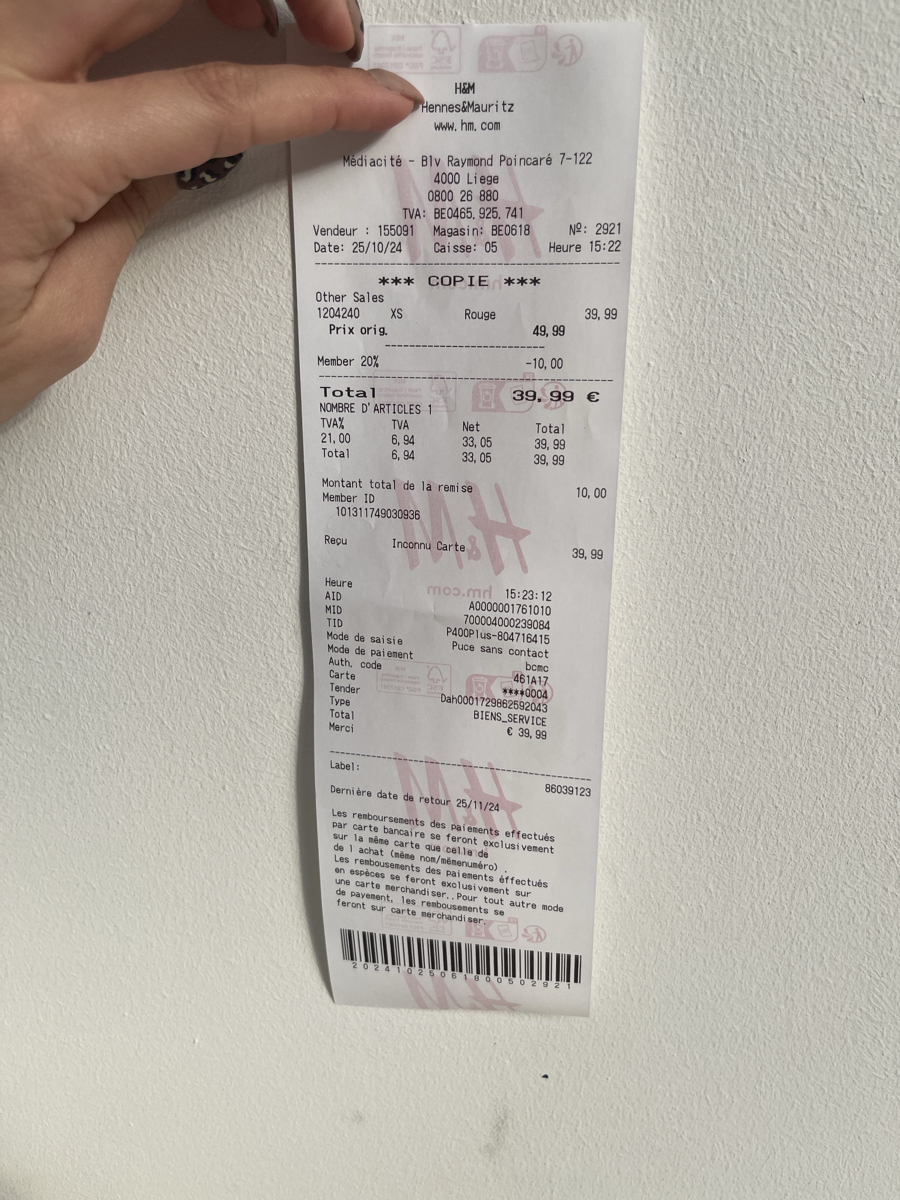 H&M
Hennes&Mauritz
www.hm.com
Médiacité - Blv Raymond Poincaré 7-122
4000 Liege
0800 26 880
TVA: BE0465.925.741
Vendeur : 155091 Magasin: BE0618 Nº: 2921
Date: 25/10/24 Caisse: 05 Heure 15:22
*** COPIE ***
Other Sales
1204240 XS Rouge 39,99
Prix orig. 49,99
Member 20% -10,00
Total 39,99 €
NOMBRE D'ARTICLES 1
TVA% TVA Net Total
21,00 6,94 33,05 39,99
Total 6,94 33,05 39,99
Montant total de la remise 10,00
Member ID
101311749030936
Reçu Inconnu Carte 39,99
Heure 15:23:12
AID A0000001761010
MID 700004000239084
TID P400Plus-804716415
Mode de saisie Puce sans contact
Mode de paiement bcmc
Auth. code 461A17
Carte ****0004
Tender Dah0001729862592043
Type BIENS_SERVICE
Total € 39,99
Merci
Label: 86039123
Dernière date de retour 25/11/24
Les remboursements des paiements effectués
par carte bancaire se feront exclusivement
sur la même carte que celle de
de l achat (même nom/mêmenuméro) .
Les rembousements des paiements éffectués
en espèces se feront exclusivement sur
une carte merchandiser..Pour tout autre mode
de payement, les rembousements se
feront sur carte merchandiser.
20241025061800502921
H&M
hm.com